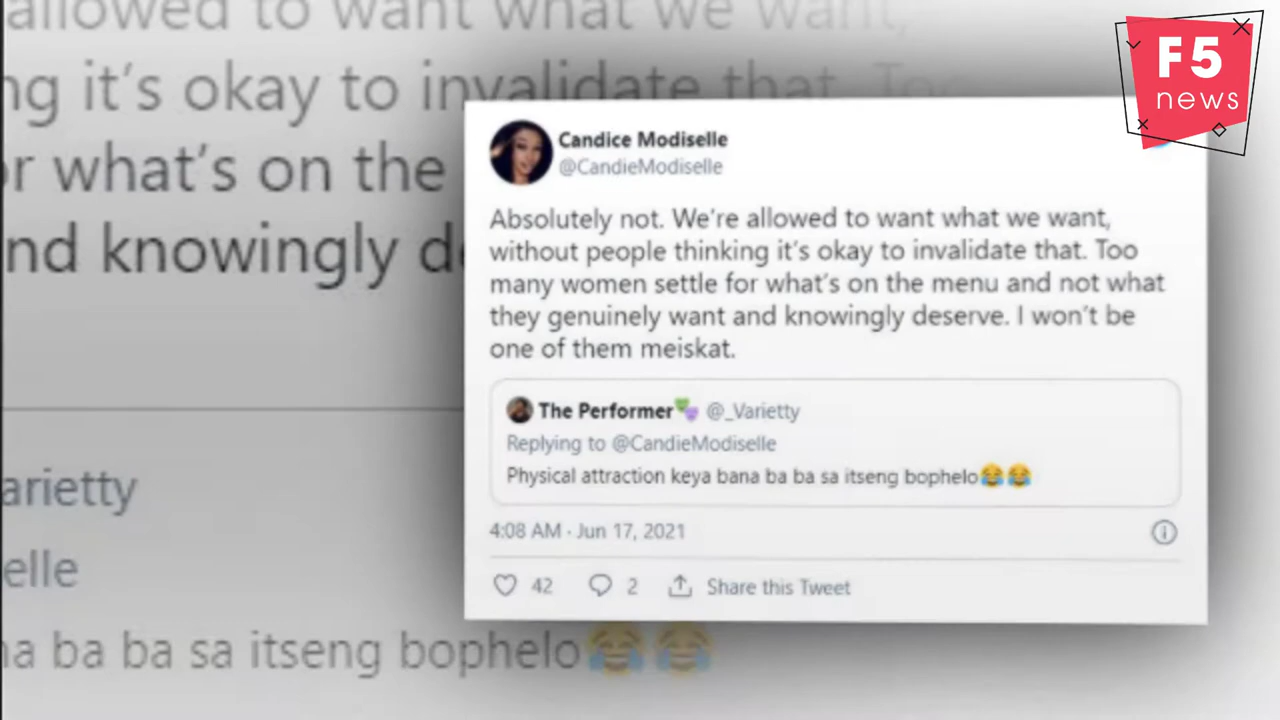 allowed to want what we want,
ng it's okay to invalidate that. Too
or what's on the
nd knowingly
arietty
elle
na ba ba sa itseng bophelo😂😂
F5
news
Candice Modiselle
@CandieModiselle
Absolutely not. We're allowed to want what we want,
without people thinking it's okay to invalidate that. Too
many women settle for what's on the menu and not what
they genuinely want and knowingly deserve. I won't be
one of them meiskat.
The Performer💚💜 @_Varietty
Replying to @CandieModiselle
Physical attraction keya bana ba ba sa itseng bophelo😂😂
4:08 AM · Jun 17, 2021
42 2 Share this Tweet